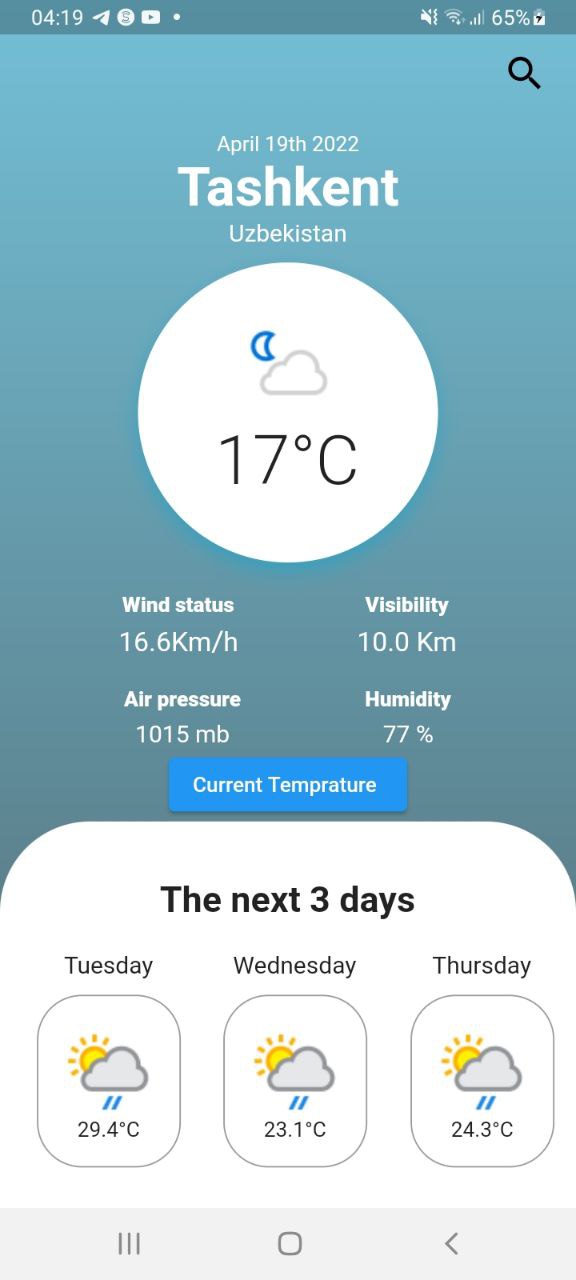 04:19 65%
April 19th 2022
Tashkent
Uzbekistan
17°C
Wind status Visibility
16.6Km/h 10.0 Km
Air pressure Humidity
1015 mb 77 %
Current Temprature
The next 3 days
Tuesday Wednesday Thursday
29.4°C 23.1°C 24.3°C